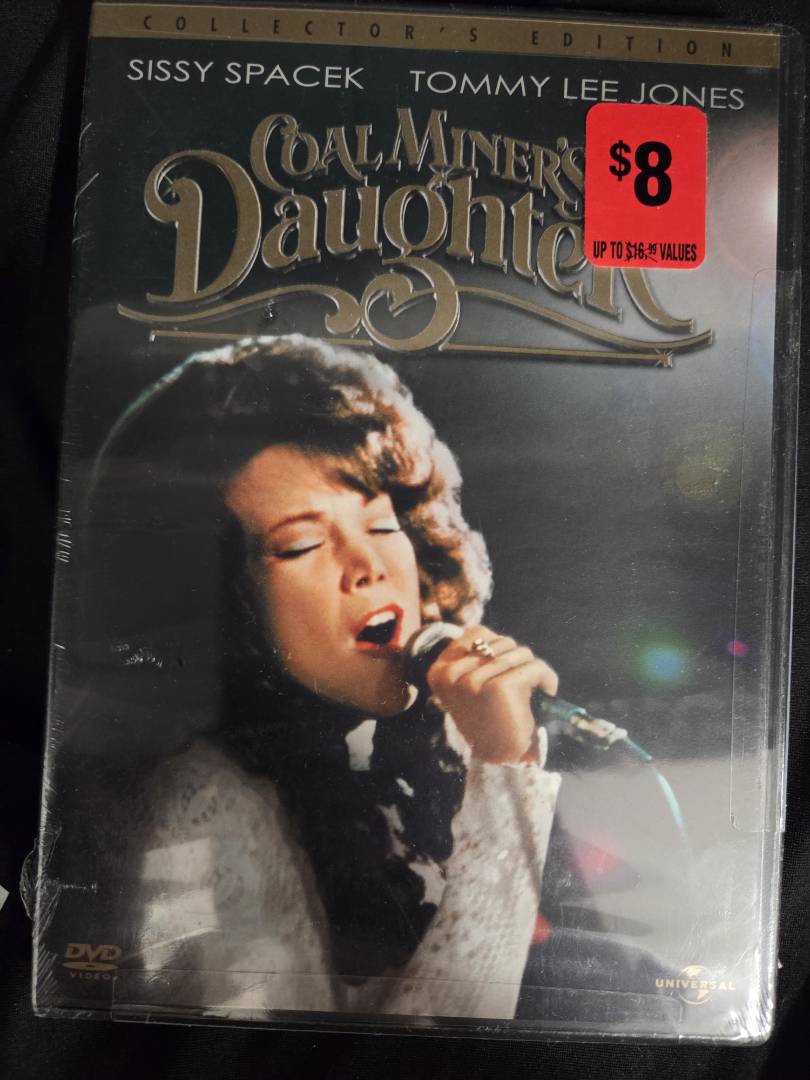 COLLECTOR'S EDITION
SISSY SPACEK TOMMY LEE JONES
COAL MINER'S
Daughter
$8
UP TO $16.99 VALUES
DVD
VIDEO
UNIVERSAL